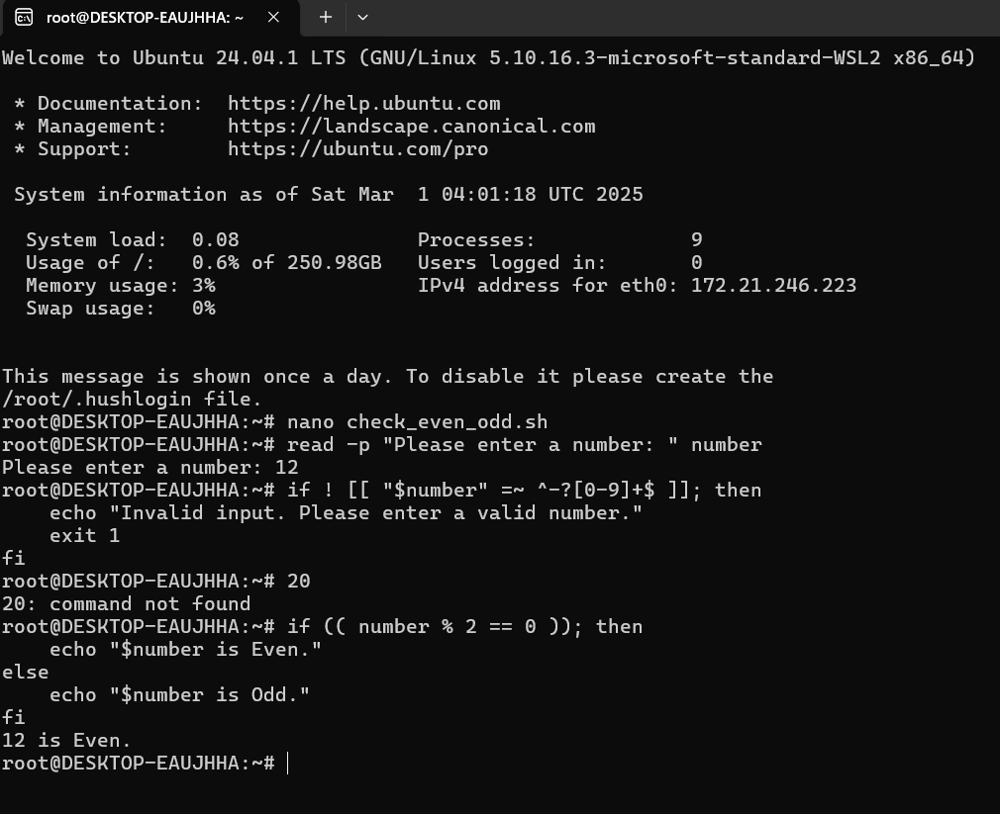 root@DESKTOP-EAUJHHA: ~
Welcome to Ubuntu 24.04.1 LTS (GNU/Linux 5.10.16.3-microsoft-standard-WSL2 x86_64)
 * Documentation:  https://help.ubuntu.com
 * Management:     https://landscape.canonical.com
 * Support:        https://ubuntu.com/pro
 System information as of Sat Mar  1 04:01:18 UTC 2025
  System load:  0.08               Processes:             9
  Usage of /:   0.6% of 250.98GB   Users logged in:       0
  Memory usage: 3%                 IPv4 address for eth0: 172.21.246.223
  Swap usage:   0%
This message is shown once a day. To disable it please create the
/root/.hushlogin file.
root@DESKTOP-EAUJHHA:~# nano check_even_odd.sh
root@DESKTOP-EAUJHHA:~# read -p "Please enter a number: " number
Please enter a number: 12
root@DESKTOP-EAUJHHA:~# if ! [[ "$number" =~ ^-?[0-9]+$ ]]; then
    echo "Invalid input. Please enter a valid number."
    exit 1
fi
root@DESKTOP-EAUJHHA:~# 20
20: command not found
root@DESKTOP-EAUJHHA:~# if (( number % 2 == 0 )); then
    echo "$number is Even."
else
    echo "$number is Odd."
fi
12 is Even.
root@DESKTOP-EAUJHHA:~#